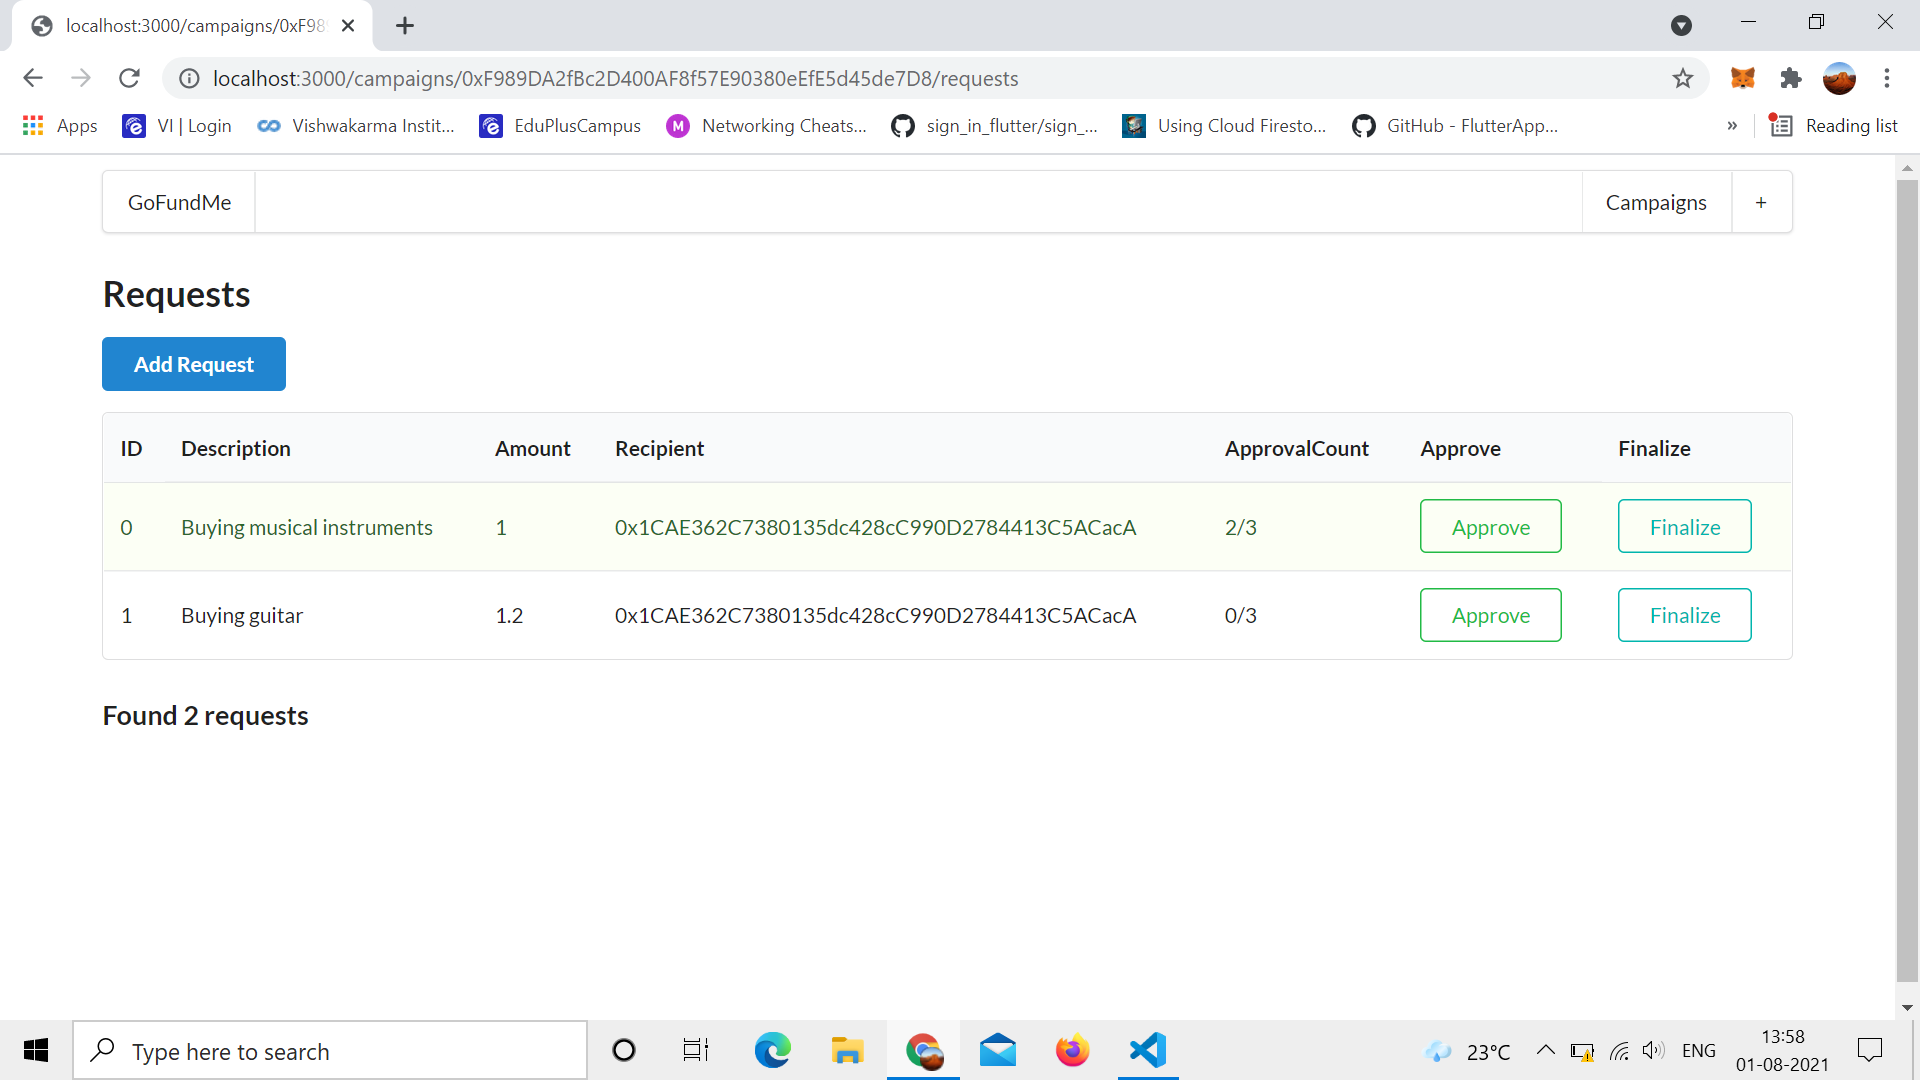 localhost:3000/campaigns/0xF989
localhost:3000/campaigns/0xF989DA2fBc2D400AF8f57E90380eEfE5d45de7D8/requests
Apps VI | Login Vishwakarma Instit... EduPlusCampus M Networking Cheats... sign_in_flutter/sign_... Using Cloud Firesto... GitHub - FlutterApp... » Reading list
GoFundMe Campaigns +
Requests
Add Request
ID Description Amount Recipient ApprovalCount Approve Finalize
0 Buying musical instruments 1 0x1CAE362C7380135dc428cC990D2784413C5ACacA 2/3 Approve Finalize
1 Buying guitar 1.2 0x1CAE362C7380135dc428cC990D2784413C5ACacA 0/3 Approve Finalize
Found 2 requests
Type here to search 23°C ENG 13:58
01-08-2021